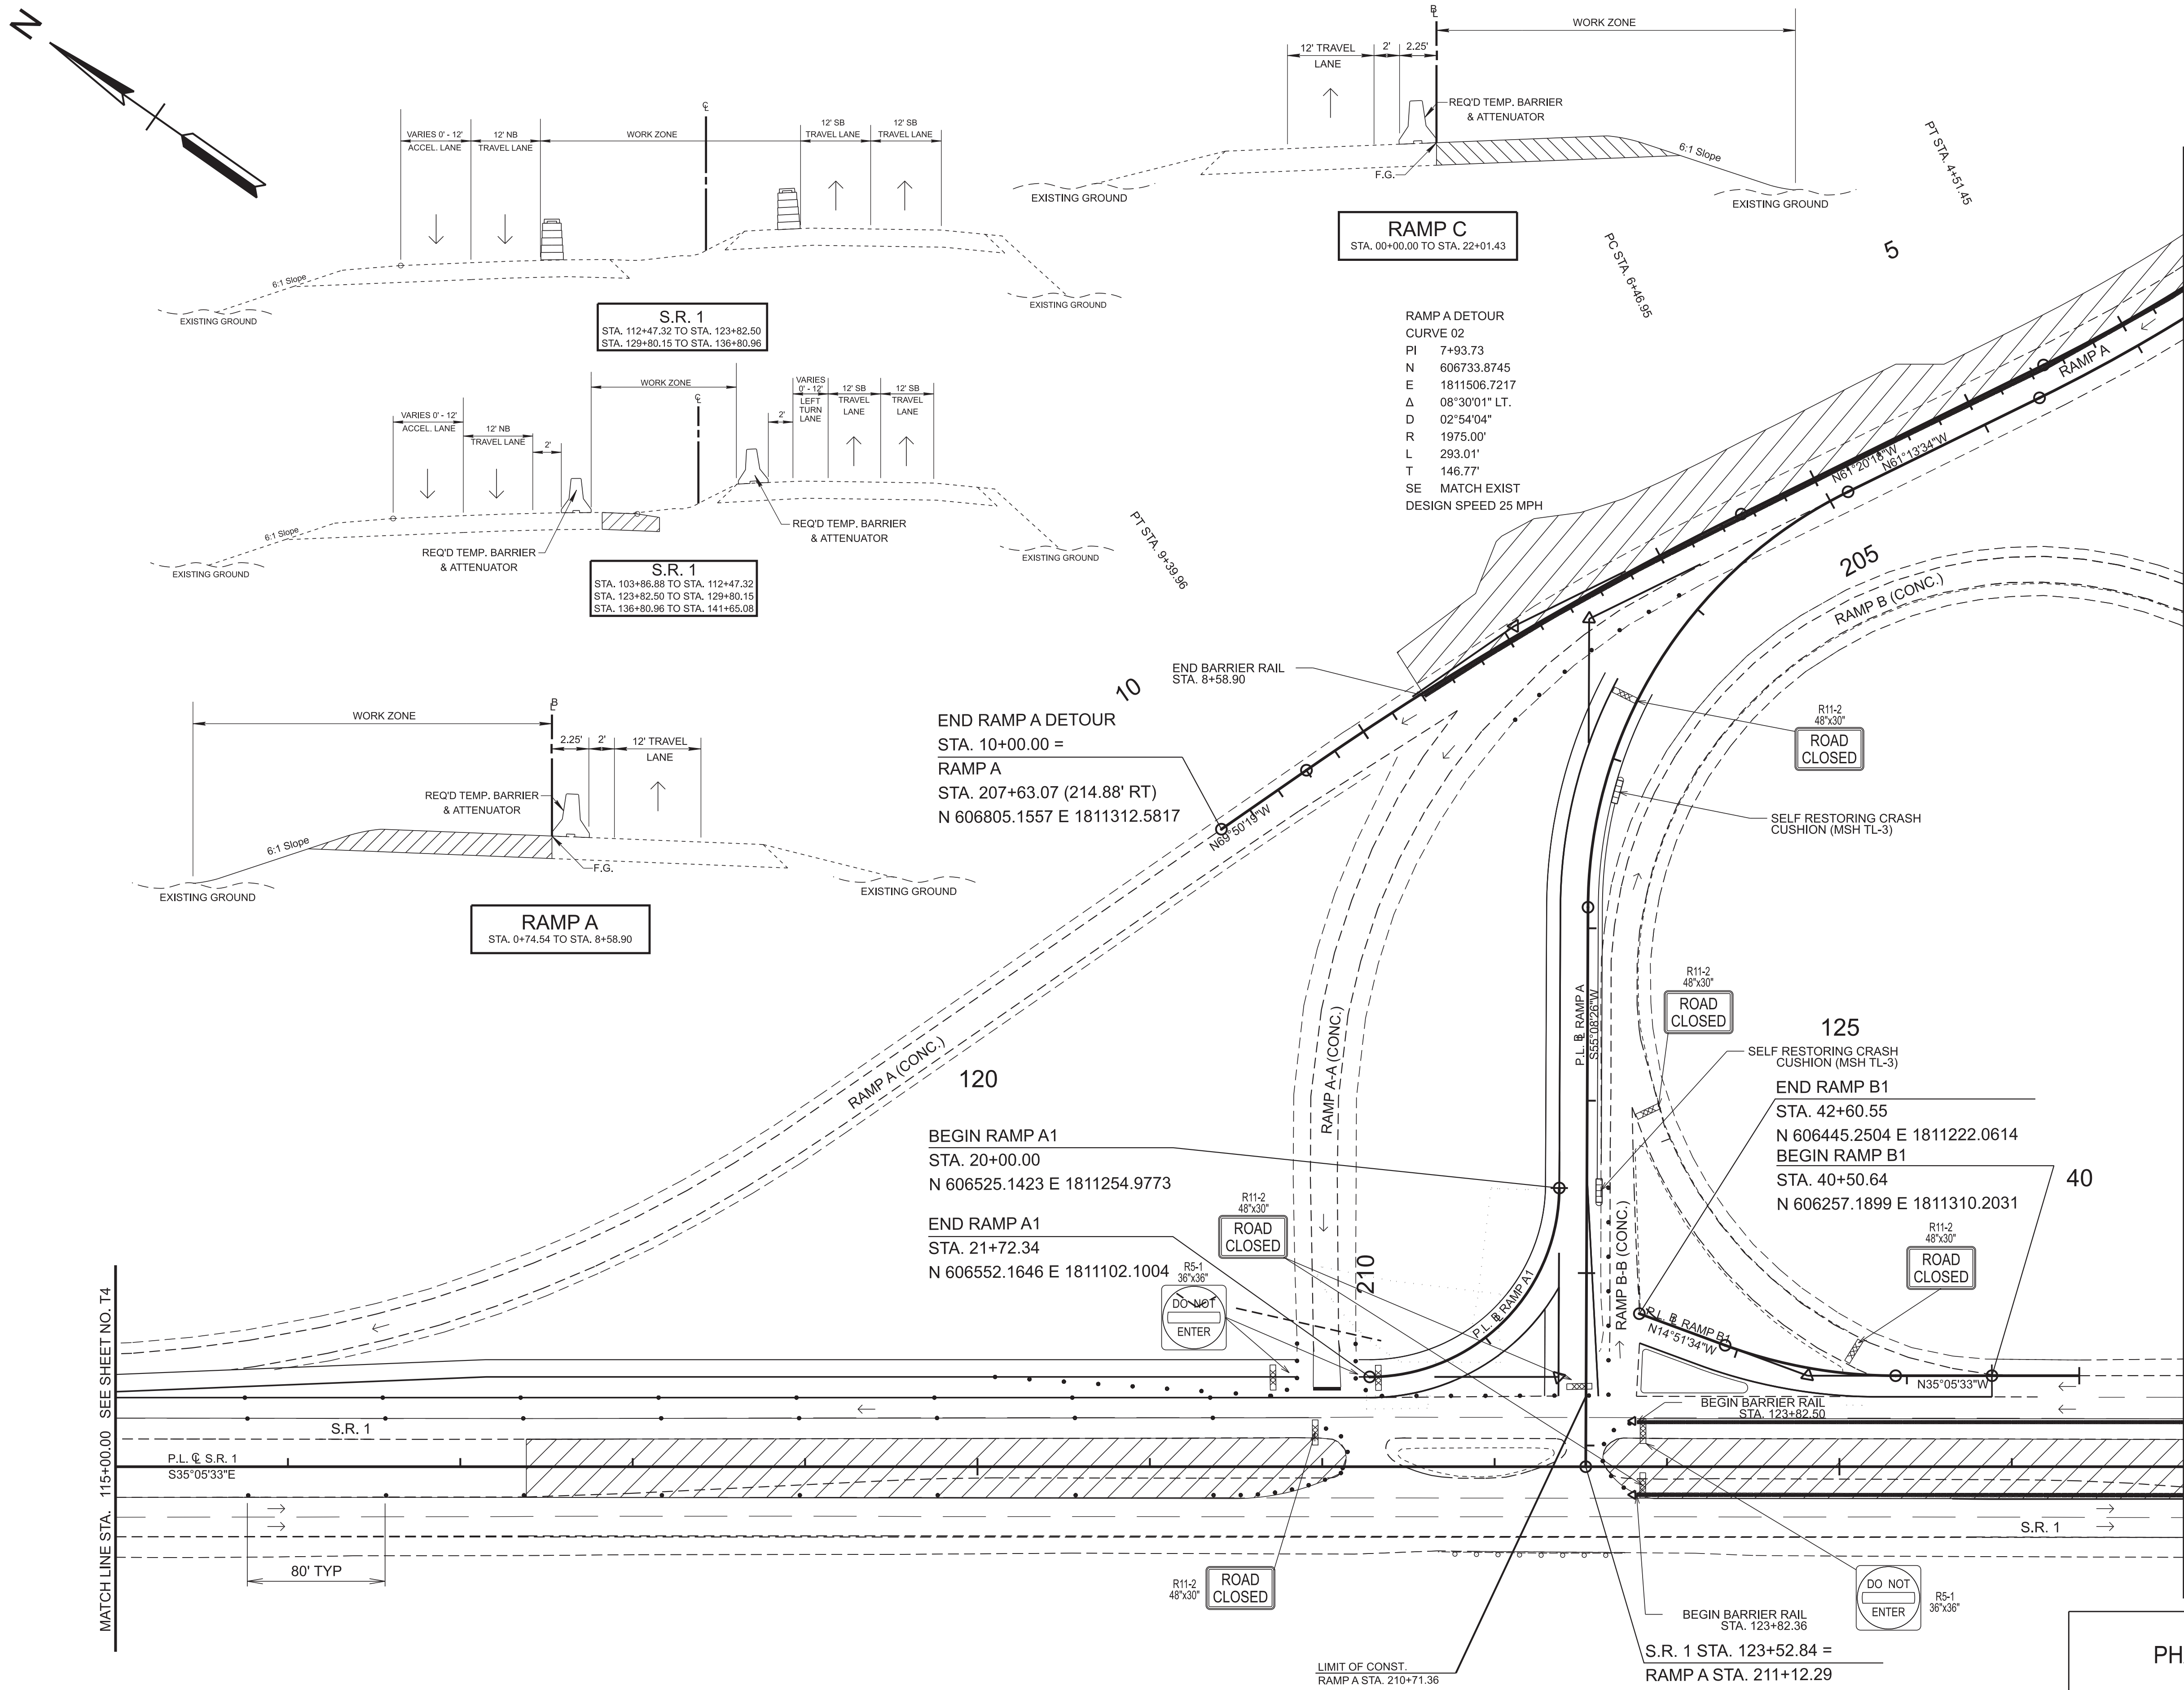 N
VARIES 0' - 12'
ACCEL. LANE
12' NB
TRAVEL LANE
WORK ZONE
℄
12' SB
TRAVEL LANE
12' SB
TRAVEL LANE
6:1 Slope
EXISTING GROUND
EXISTING GROUND
S.R. 1
STA. 112+47.32 TO STA. 123+82.50
STA. 129+80.15 TO STA. 136+80.96
BL
WORK ZONE
12' TRAVEL
LANE
2'
2.25'
REQ'D TEMP. BARRIER
& ATTENUATOR
6:1 Slope
F.G.
EXISTING GROUND
EXISTING GROUND
RAMP C
STA. 00+00.00 TO STA. 22+01.43
PT STA. 4+51.45
5
PC STA. 6+46.95
VARIES 0' - 12'
ACCEL. LANE
12' NB
TRAVEL LANE
2'
WORK ZONE
℄
2'
VARIES
0' - 12'
LEFT
TURN
LANE
12' SB
TRAVEL
LANE
12' SB
TRAVEL
LANE
6:1 Slope
REQ'D TEMP. BARRIER
& ATTENUATOR
REQ'D TEMP. BARRIER
& ATTENUATOR
EXISTING GROUND
EXISTING GROUND
S.R. 1
STA. 103+86.88 TO STA. 112+47.32
STA. 123+82.50 TO STA. 129+80.15
STA. 136+80.96 TO STA. 141+65.08
RAMP A DETOUR
CURVE 02
PI 7+93.73
N 606733.8745
E 1811506.7217
Δ 08°30'01" LT.
D 02°54'04"
R 1975.00'
L 293.01'
T 146.77'
SE MATCH EXIST
DESIGN SPEED 25 MPH
RAMP A
N61°20'18"W
N61°13'34"W
PT STA. 9+39.96
205
RAMP B (CONC.)
WORK ZONE
BL
2.25'
2'
12' TRAVEL
LANE
REQ'D TEMP. BARRIER
& ATTENUATOR
6:1 Slope
F.G.
EXISTING GROUND
EXISTING GROUND
RAMP A
STA. 0+74.54 TO STA. 8+58.90
END BARRIER RAIL
STA. 8+58.90
10
END RAMP A DETOUR
STA. 10+00.00 =
RAMP A
STA. 207+63.07 (214.88' RT)
N 606805.1557 E 1811312.5817
N69°50'19"W
R11-2
48"x30"
ROAD
CLOSED
SELF RESTORING CRASH
CUSHION (MSH TL-3)
R11-2
48"x30"
ROAD
CLOSED
P.L. BL RAMP A
S55°08'26"W
RAMP A-A (CONC.)
RAMP A (CONC.)
120
125
SELF RESTORING CRASH
CUSHION (MSH TL-3)
END RAMP B1
STA. 42+60.55
N 606445.2504 E 1811222.0614
BEGIN RAMP B1
STA. 40+50.64
N 606257.1899 E 1811310.2031
40
BEGIN RAMP A1
STA. 20+00.00
N 606525.1423 E 1811254.9773
END RAMP A1
STA. 21+72.34
N 606552.1646 E 1811102.1004
R11-2
48"x30"
ROAD
CLOSED
R5-1
36"x36"
DO NOT
ENTER
210
P.L. BL RAMP A1
RAMP B-B (CONC.)
P.L. BL RAMP B1
N14°51'34"W
R11-2
48"x30"
ROAD
CLOSED
N35°05'33"W
BEGIN BARRIER RAIL
STA. 123+82.50
MATCH LINE STA. 115+00.00 SEE SHEET NO. T4
S.R. 1
P.L. ℄ S.R. 1
S35°05'33"E
80' TYP
S.R. 1
R11-2
48"x30"
ROAD
CLOSED
DO NOT
ENTER
R5-1
36"x36"
BEGIN BARRIER RAIL
STA. 123+82.36
S.R. 1 STA. 123+52.84 =
RAMP A STA. 211+12.29
LIMIT OF CONST.
RAMP A STA. 210+71.36
PH